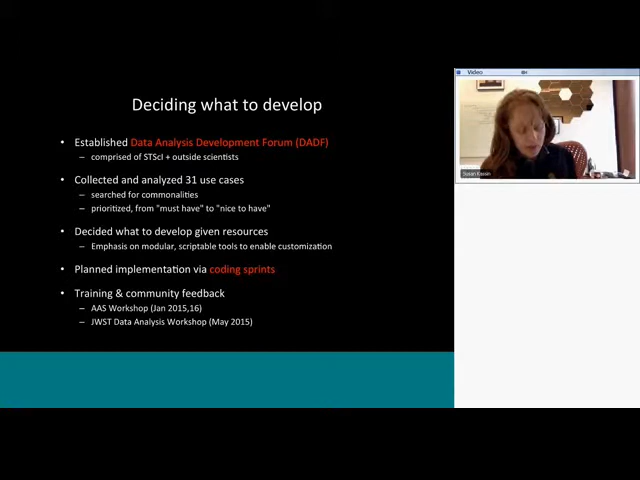 Deciding what to develop
• Established Data Analysis Development Forum (DADF)
– comprised of STScI + outside scientists
• Collected and analyzed 31 use cases
– searched for commonalities
– prioritized, from "must have" to "nice to have"
• Decided what to develop given resources
– Emphasis on modular, scriptable tools to enable customization
• Planned implementation via coding sprints
• Training & community feedback
– AAS Workshop (Jan 2015,16)
– JWST Data Analysis Workshop (May 2015)
Video
Susan Kassin